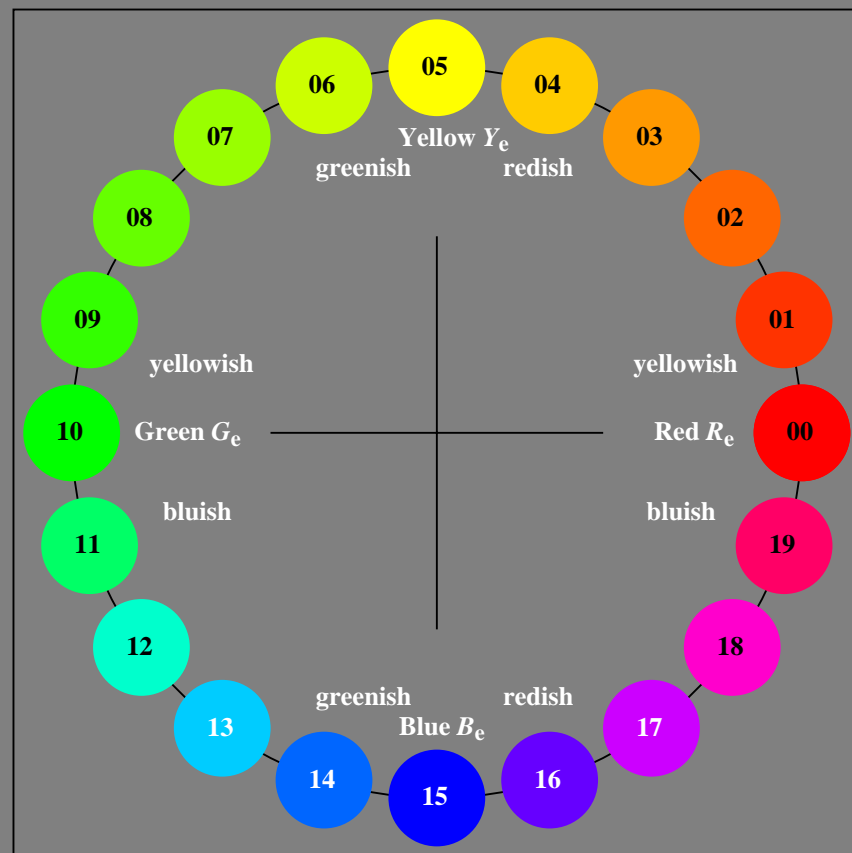 05
06
04
Yellow Ye
07
03
greenish
redish
08
02
09
01
yellowish
yellowish
10
Green Ge
Red Re
00
bluish
bluish
11
19
12
18
greenish
redish
13
Blue Be
17
14
16
15